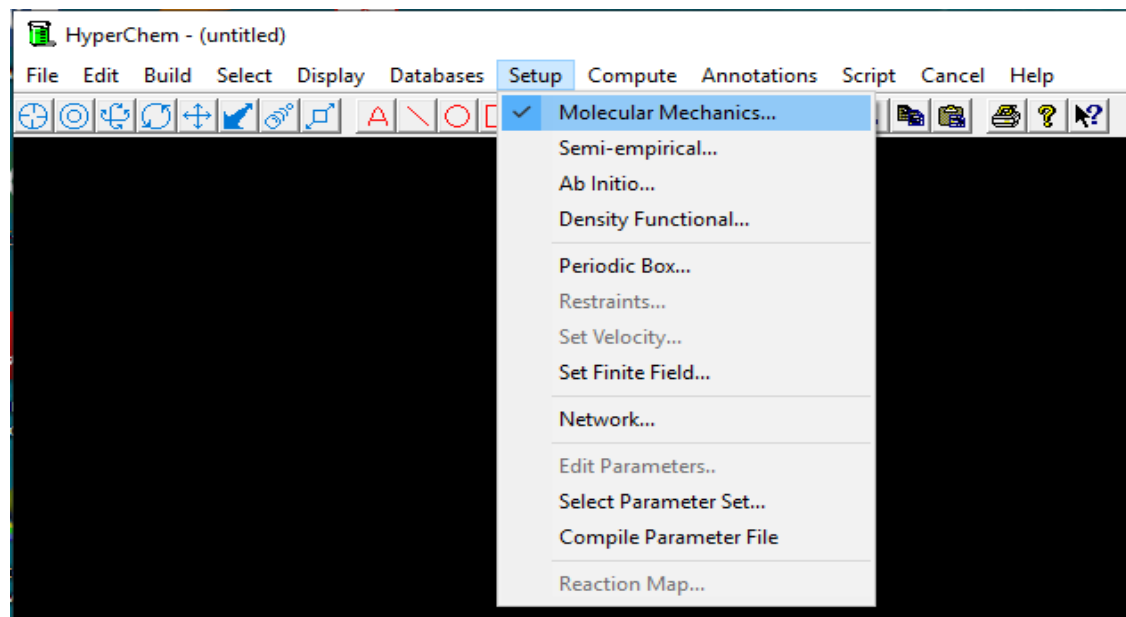 HyperChem - (untitled)
File Edit Build Select Display Databases Setup Compute Annotations Script Cancel Help
A
Molecular Mechanics...
Semi-empirical...
Ab Initio...
Density Functional...
Periodic Box...
Restraints...
Set Velocity...
Set Finite Field...
Network...
Edit Parameters..
Select Parameter Set...
Compile Parameter File
Reaction Map...